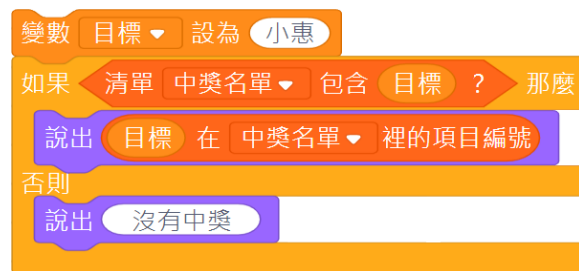 變數 目標 設為 小惠
如果 清單 中獎名單 包含 目標 ? 那麼
說出 目標 在 中獎名單 裡的項目編號
否則
說出 沒有中獎